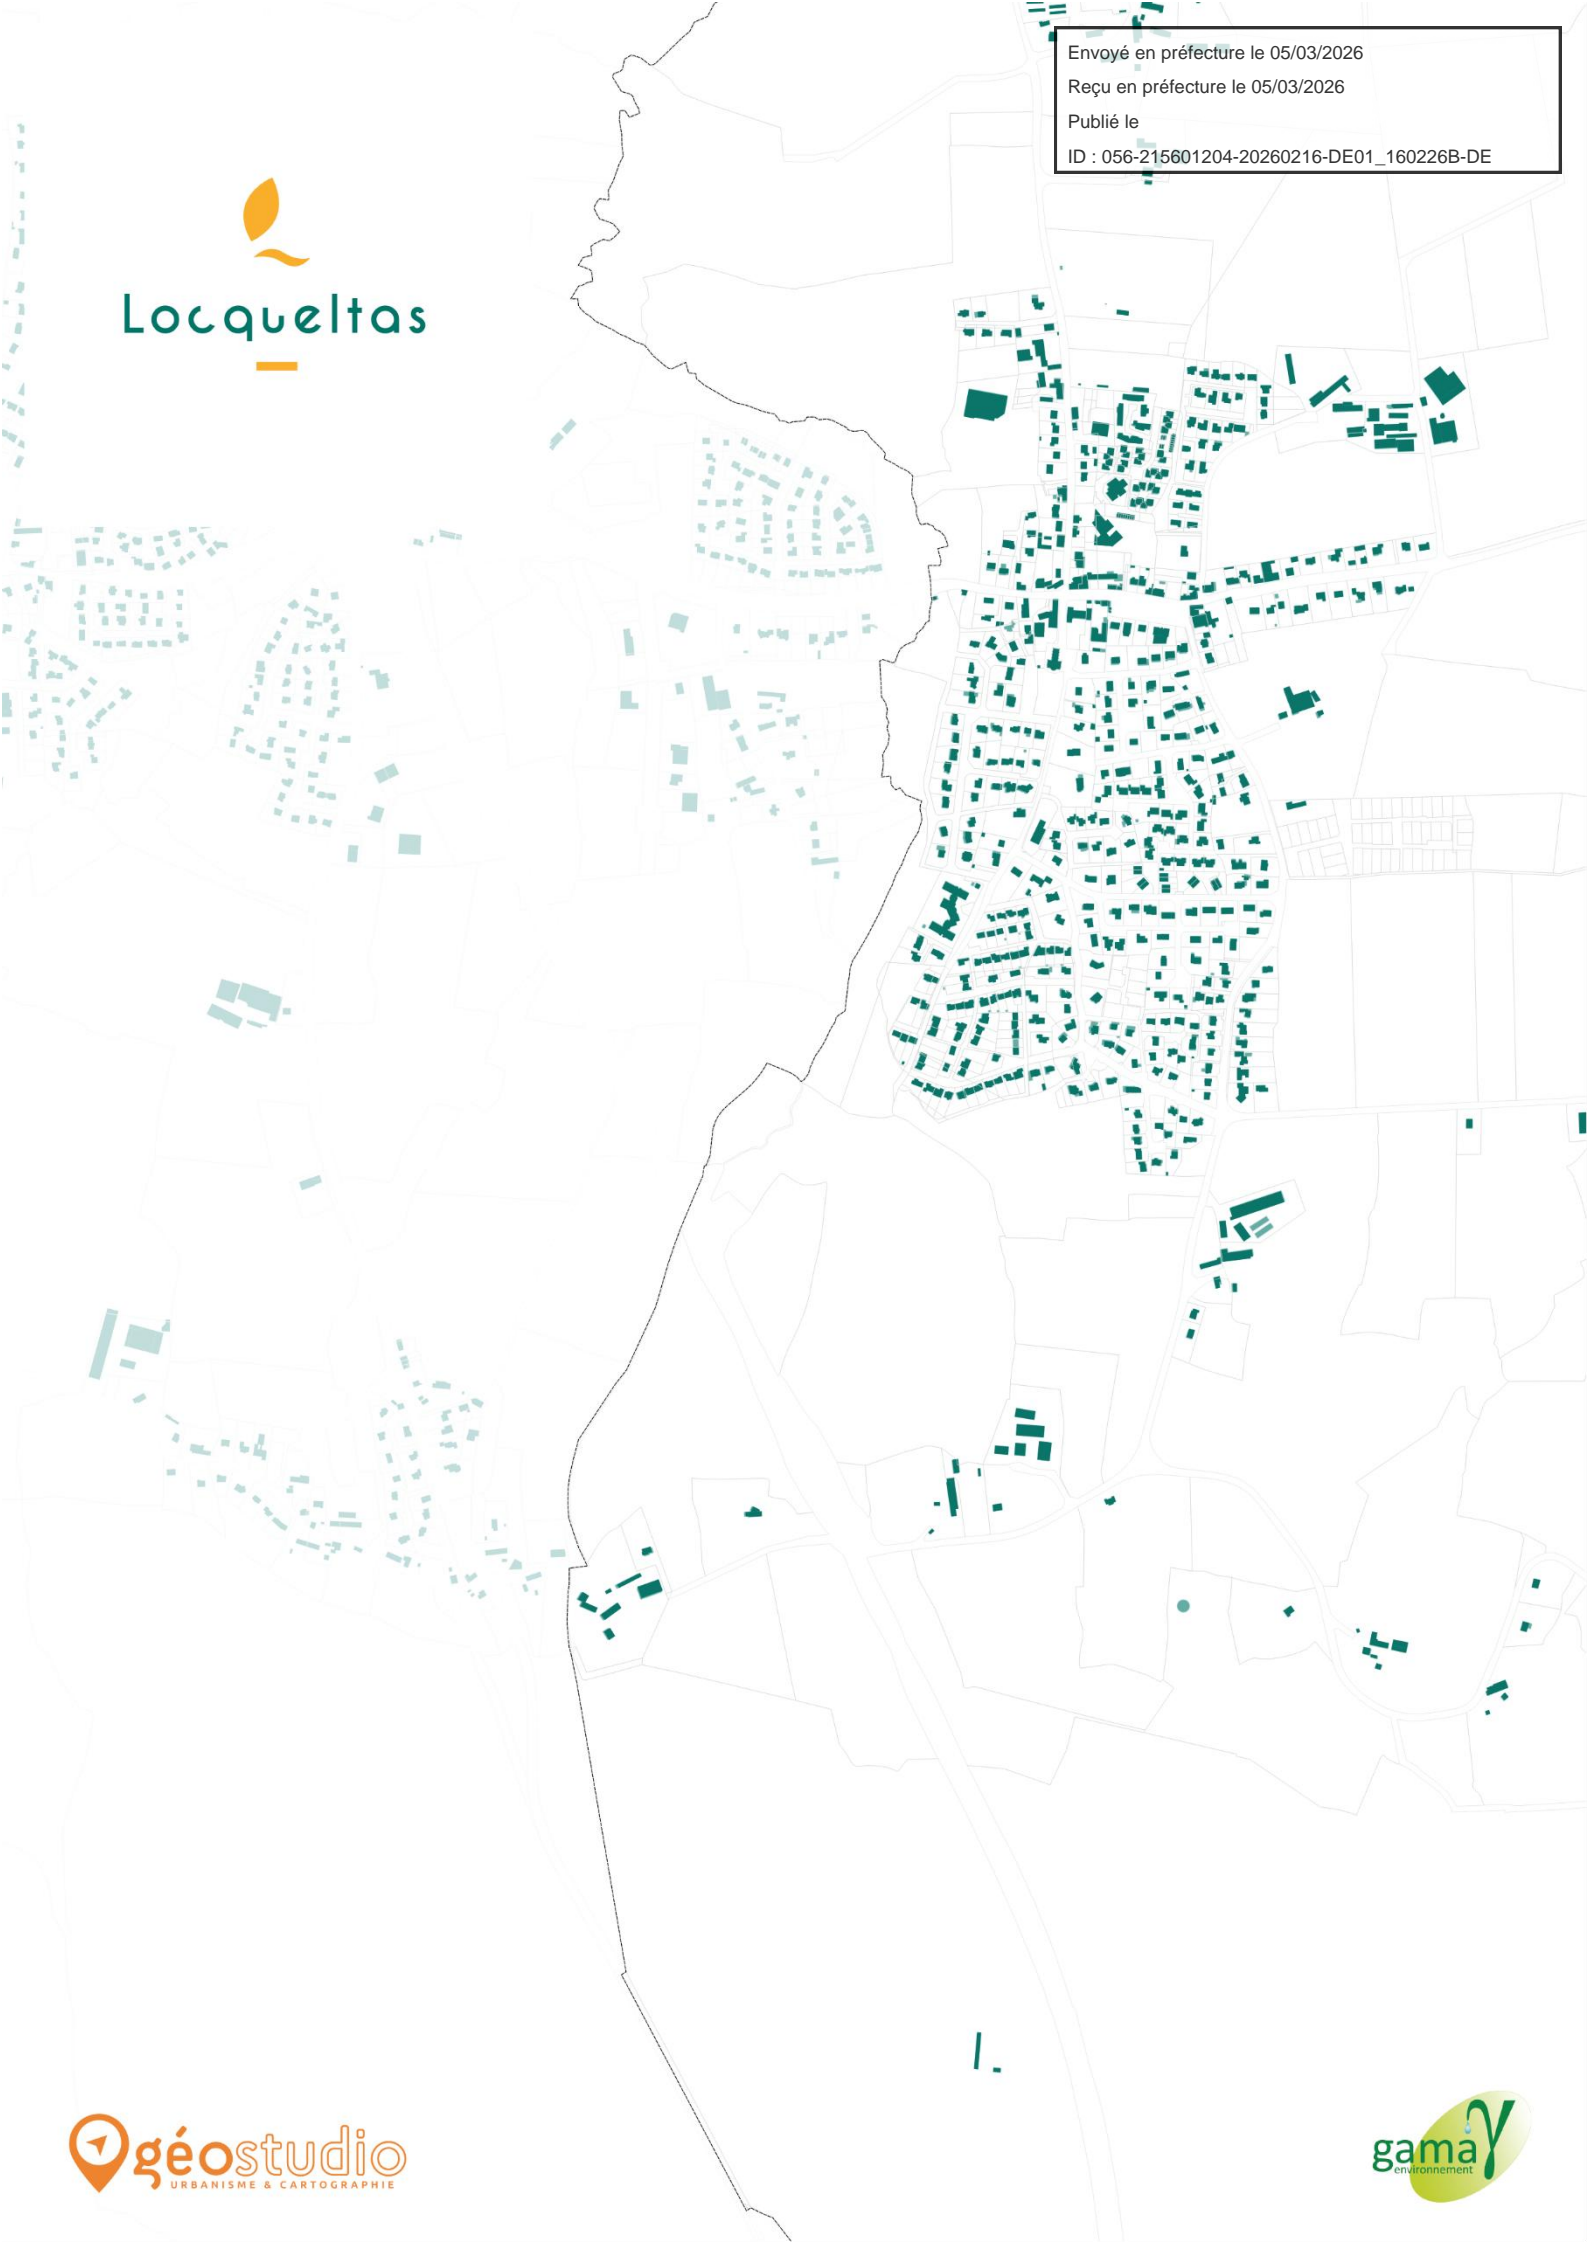 Envoyé en préfecture le 05/03/2026
Reçu en préfecture le 05/03/2026
Publié le
ID : 056-215601204-20260216-DE01_160226B-DE
Locqueltas
géostudio
URBANISME & CARTOGRAPHIE
gama
environnement